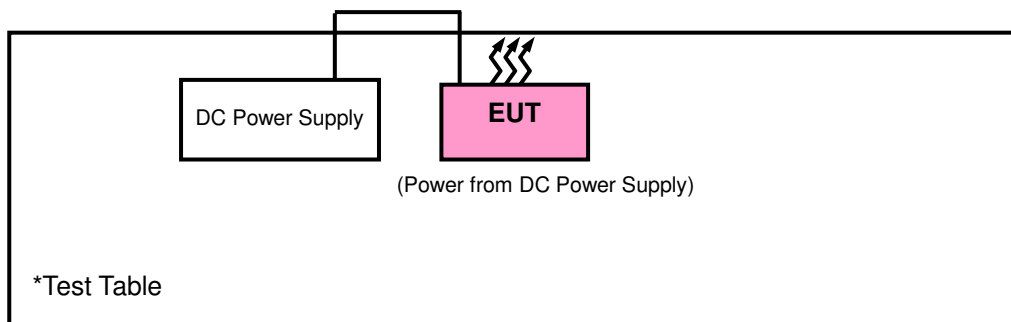 DC Power Supply
EUT
(Power from DC Power Supply)
*Test Table